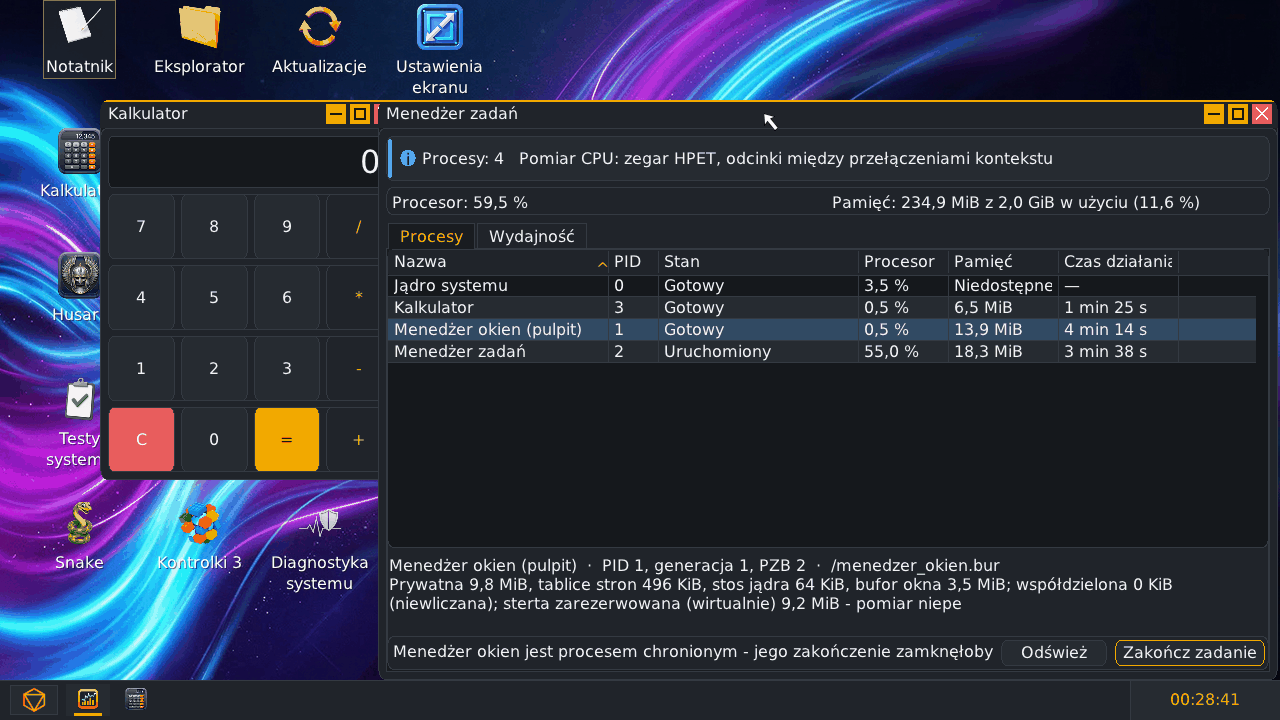 Notatnik
Eksplorator
Aktualizacje
Ustawienia
ekranu
Kalkulator
Menedżer zadań
12,345
Kalkulat
Husar
Testy
system
Snake
Kontrolki 3
Diagnostyka
systemu
0
7 8 9 /
4 5 6 *
1 2 3 -
C 0 = +
Procesy: 4 Pomiar CPU: zegar HPET, odcinki między przełączeniami kontekstu
Procesor: 59,5 % Pamięć: 234,9 MiB z 2,0 GiB w użyciu (11,6 %)
Procesy Wydajność
Nazwa PID Stan Procesor Pamięć Czas działania
Jądro systemu 0 Gotowy 3,5 % Niedostępne —
Kalkulator 3 Gotowy 0,5 % 6,5 MiB 1 min 25 s
Menedżer okien (pulpit) 1 Gotowy 0,5 % 13,9 MiB 4 min 14 s
Menedżer zadań 2 Uruchomiony 55,0 % 18,3 MiB 3 min 38 s
Menedżer okien (pulpit) · PID 1, generacja 1, PZB 2 · /menedzer_okien.bur
Prywatna 9,8 MiB, tablice stron 496 KiB, stos jądra 64 KiB, bufor okna 3,5 MiB; współdzielona 0 KiB
(niewliczana); sterta zarezerwowana (wirtualnie) 9,2 MiB - pomiar niepe
Menedżer okien jest procesem chronionym - jego zakończenie zamknęłoby
Odśwież
Zakończ zadanie
00:28:41